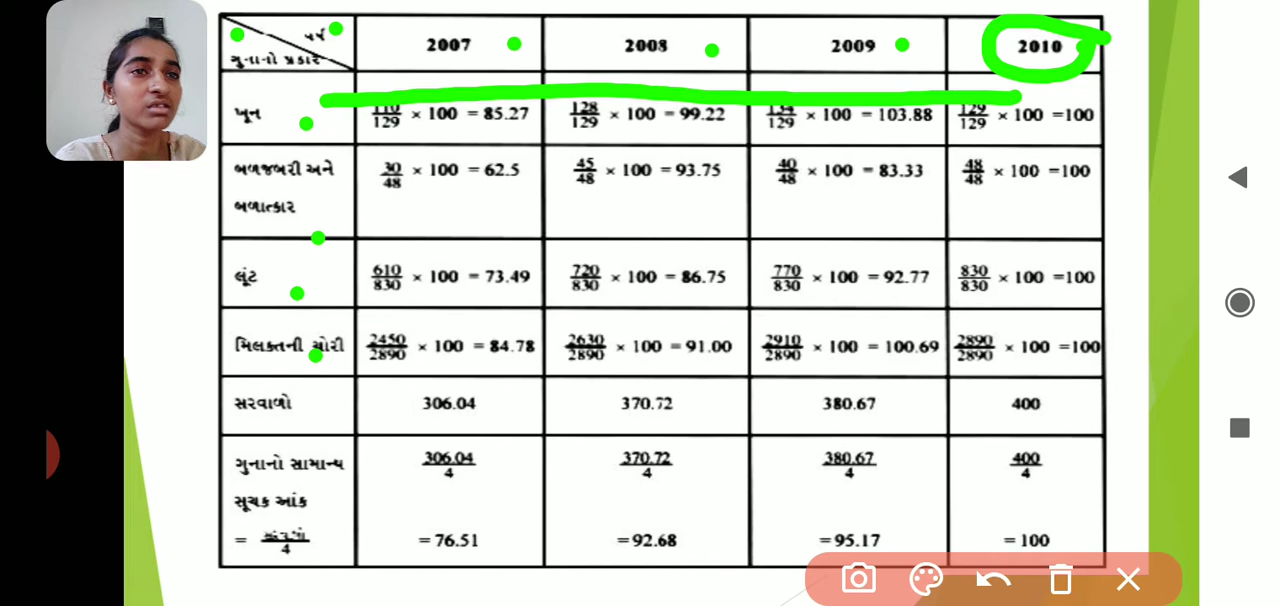 વર્ષ
ગુનાનો પ્રકાર
2007 2008 2009 2010
ખૂન 110/129 × 100 = 85.27 128/129 × 100 = 99.22 134/129 × 100 = 103.88 129/129 × 100 =100
બળજબરી અને 30/48 × 100 = 62.5 45/48 × 100 = 93.75 40/48 × 100 = 83.33 48/48 × 100 =100
બળાત્કાર
લૂંટ 610/830 × 100 = 73.49 720/830 × 100 = 86.75 770/830 × 100 = 92.77 830/830 × 100 =100
મિલકતની ચોરી 2450/2890 × 100 = 84.78 2630/2890 × 100 = 91.00 2910/2890 × 100 = 100.69 2890/2890 × 100 =100
સરવાળો 306.04 370.72 380.67 400
ગુનાનો સામાન્ય 306.04/4 370.72/4 380.67/4 400/4
સૂચક આંક
= સરવાળો/4 = 76.51 = 92.68 = 95.17 = 100